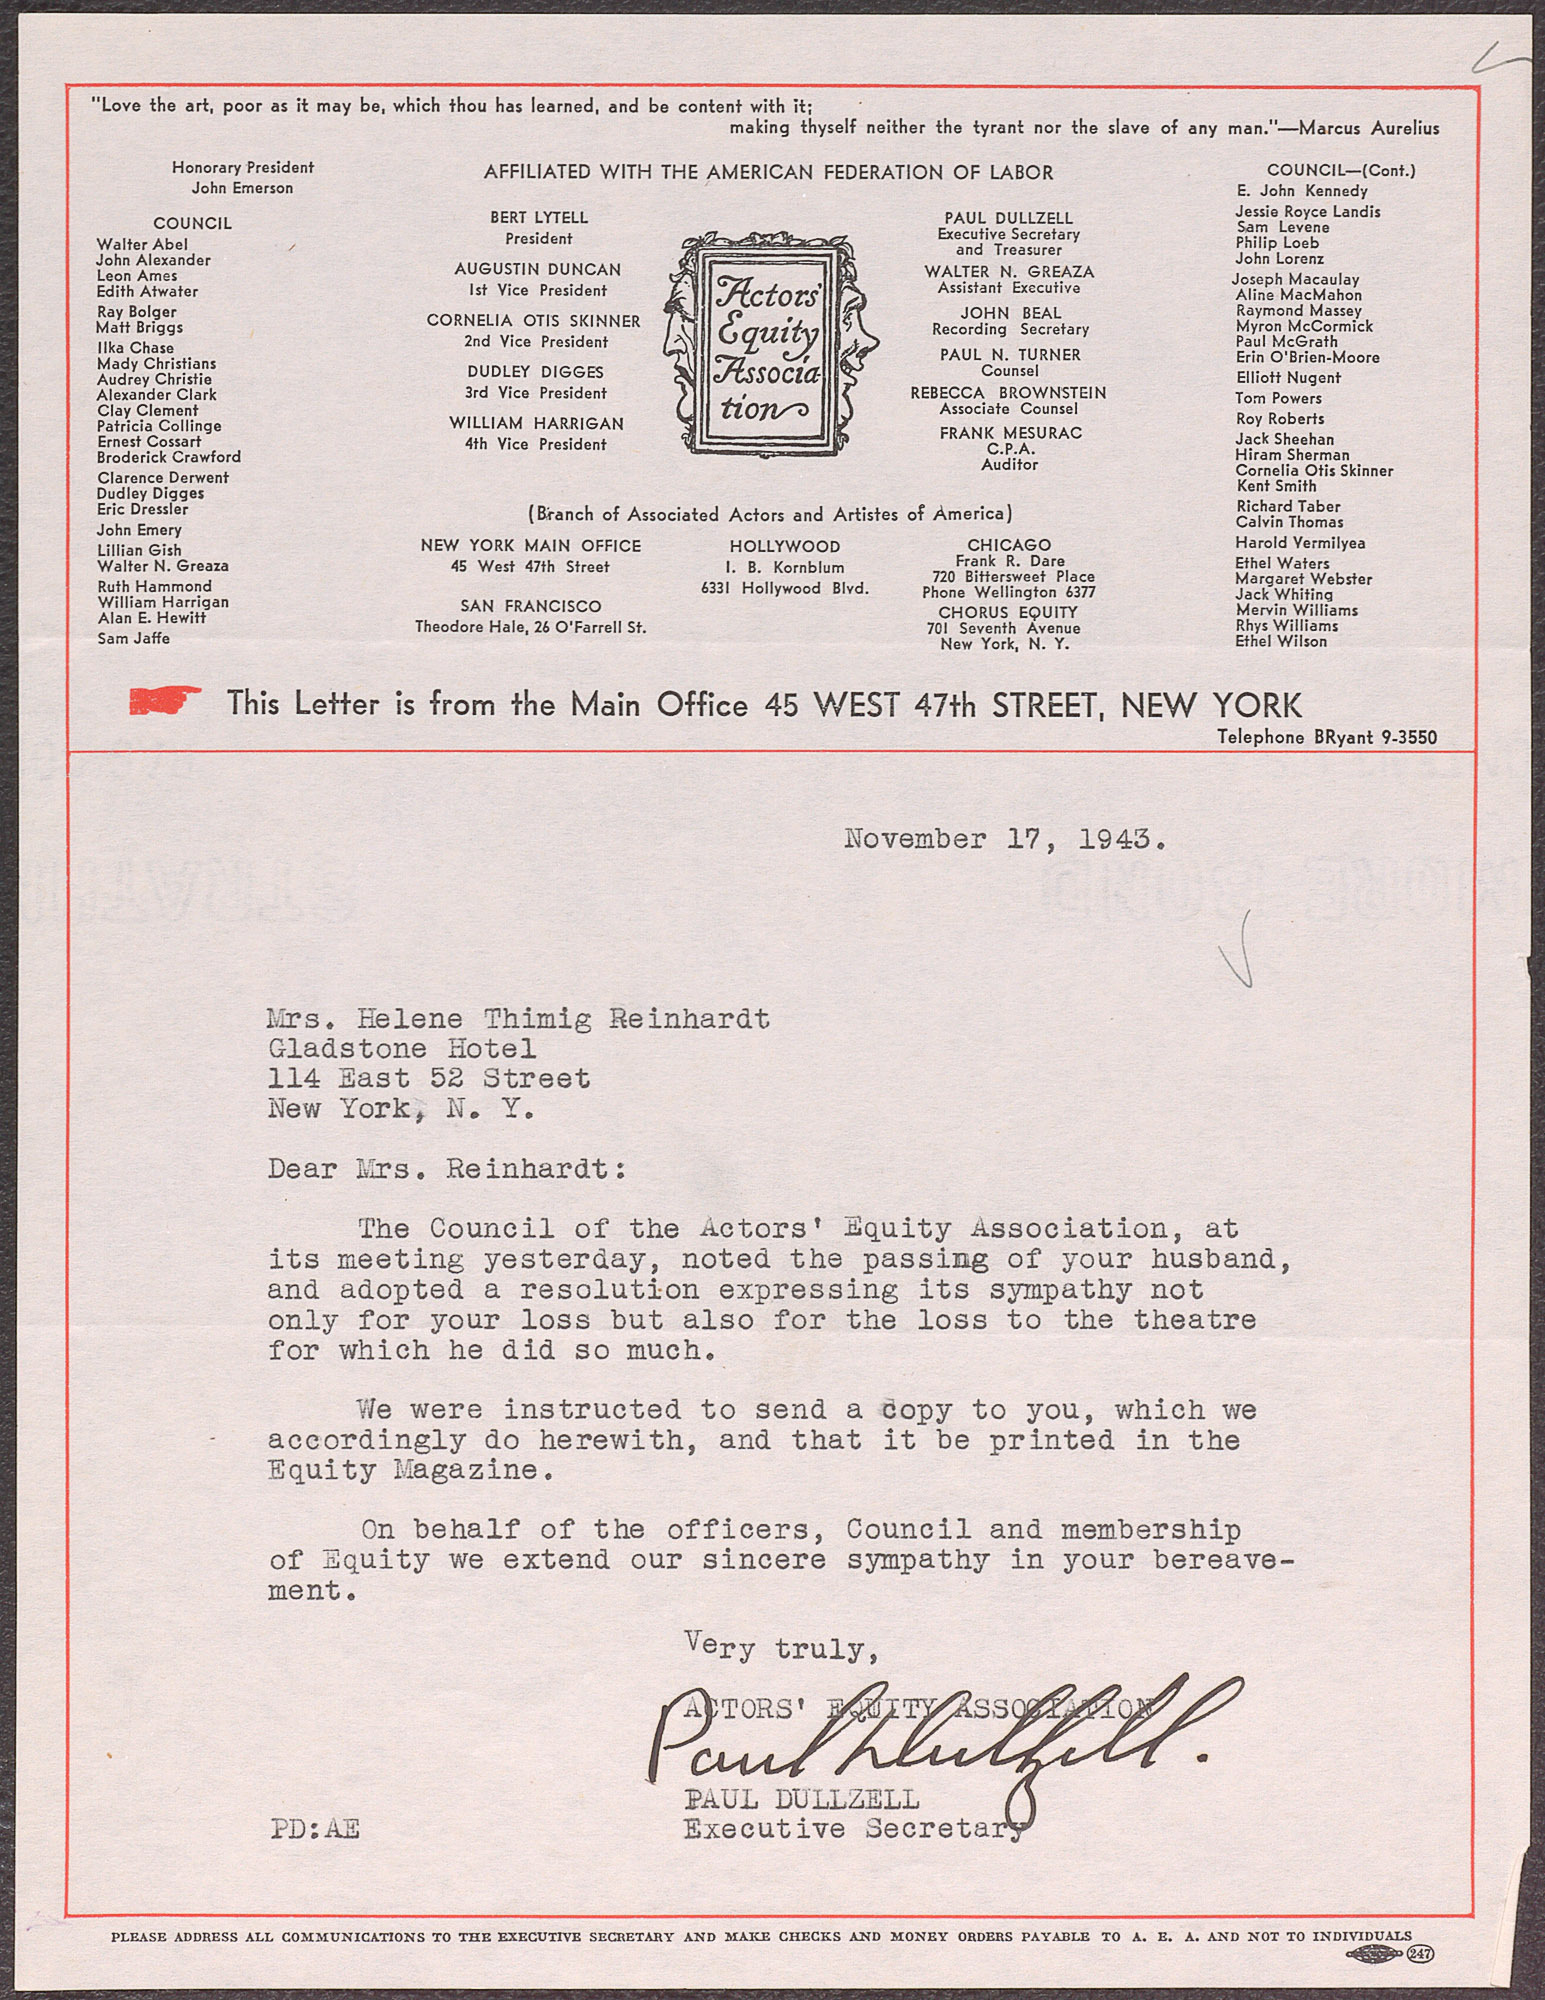 "Love the art, poor as it may be, which thou has learned, and be content with it;
making thyself neither the tyrant nor the slave of any man."—Marcus Aurelius
Honorary President
John Emerson
COUNCIL
Walter Abel
John Alexander
Leon Ames
Edith Atwater
Ray Bolger
Matt Briggs
Ilka Chase
Mady Christians
Audrey Christie
Alexander Clark
Clay Clement
Patricia Collinge
Ernest Cossart
Broderick Crawford
Clarence Derwent
Dudley Digges
Eric Dressler
John Emery
Lillian Gish
Walter N. Greaza
Ruth Hammond
William Harrigan
Alan E. Hewitt
Sam Jaffe
AFFILIATED WITH THE AMERICAN FEDERATION OF LABOR
BERT LYTELL
President
AUGUSTIN DUNCAN
1st Vice President
CORNELIA OTIS SKINNER
2nd Vice President
DUDLEY DIGGES
3rd Vice President
WILLIAM HARRIGAN
4th Vice President
Actors'
Equity
Associa
tion
PAUL DULLZELL
Executive Secretary
and Treasurer
WALTER N. GREAZA
Assistant Executive
JOHN BEAL
Recording Secretary
PAUL N. TURNER
Counsel
REBECCA BROWNSTEIN
Associate Counsel
FRANK MESURAC
C.P.A.
Auditor
(Branch of Associated Actors and Artistes of America)
NEW YORK MAIN OFFICE
45 West 47th Street
SAN FRANCISCO
Theodore Hale, 26 O'Farrell St.
HOLLYWOOD
I. B. Kornblum
6331 Hollywood Blvd.
CHICAGO
Frank R. Dare
720 Bittersweet Place
Phone Wellington 6377
CHORUS EQUITY
701 Seventh Avenue
New York, N. Y.
COUNCIL—(Cont.)
E. John Kennedy
Jessie Royce Landis
Sam Levene
Philip Loeb
John Lorenz
Joseph Macaulay
Aline MacMahon
Raymond Massey
Myron McCormick
Paul McGrath
Erin O'Brien-Moore
Elliott Nugent
Tom Powers
Roy Roberts
Jack Sheehan
Hiram Sherman
Cornelia Otis Skinner
Kent Smith
Richard Taber
Calvin Thomas
Harold Vermilyea
Ethel Waters
Margaret Webster
Jack Whiting
Mervin Williams
Rhys Williams
Ethel Wilson
This Letter is from the Main Office 45 WEST 47th STREET, NEW YORK
Telephone BRyant 9-3550
November 17, 1943.
Mrs. Helene Thimig Reinhardt
Gladstone Hotel
114 East 52 Street
New York, N. Y.
Dear Mrs. Reinhardt:
The Council of the Actors' Equity Association, at
its meeting yesterday, noted the passing of your husband,
and adopted a resolution expressing its sympathy not
only for your loss but also for the loss to the theatre
for which he did so much.
We were instructed to send a copy to you, which we
accordingly do herewith, and that it be printed in the
Equity Magazine.
On behalf of the officers, Council and membership
of Equity we extend our sincere sympathy in your bereave-
ment.
Very truly,
ACTORS' EQUITY ASSOCIATION
Paul Dullzell.
PAUL DULLZELL
PD:AE
Executive Secretary
PLEASE ADDRESS ALL COMMUNICATIONS TO THE EXECUTIVE SECRETARY AND MAKE CHECKS AND MONEY ORDERS PAYABLE TO A. E. A. AND NOT TO INDIVIDUALS
247